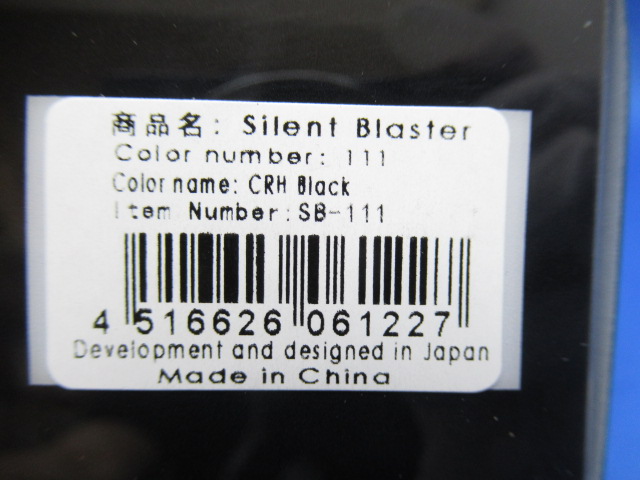 商品名: Silent Blaster
Color number: 111
Color name: CRH Black
Item Number:SB-111
4 516626 061227
Development and designed in Japan
Made in China